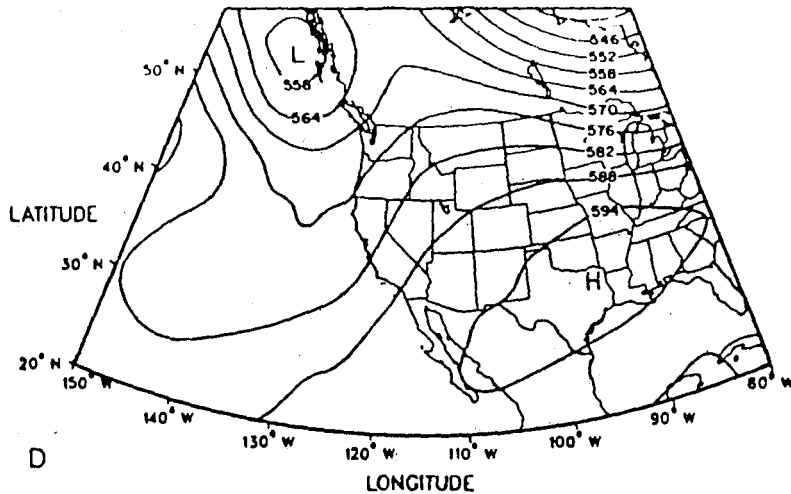 50° N
40° N
LATITUDE
30° N
20° N
150° W
140° W
130° W
120° W
110° W
100° W
90° W
80° W
LONGITUDE
D
L
558
564
546
552
558
564
570
576
582
588
594
H